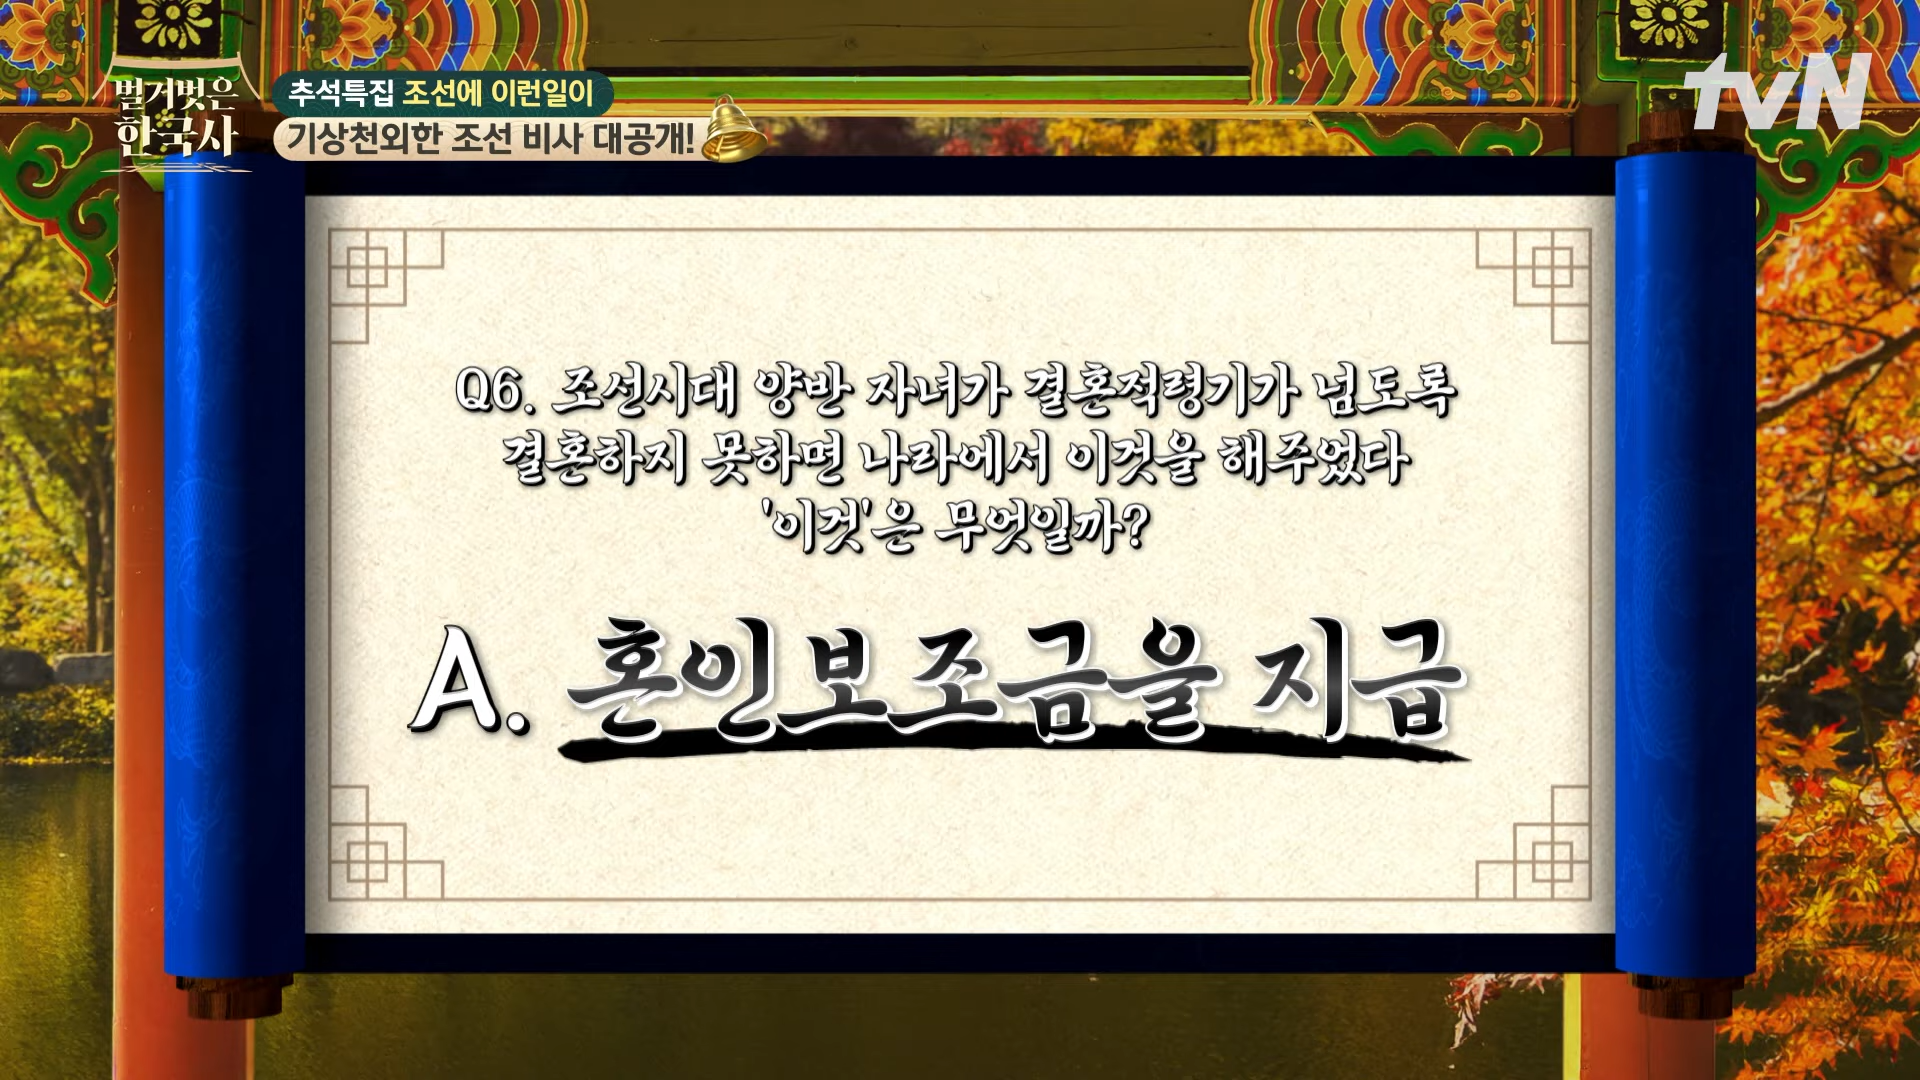 벌거벗은
한국사
추석특집 조선에 이런일이
기상천외한 조선 비사 대공개!
tvN
Q6. 조선시대 양반 자녀가 결혼적령기가 넘도록
결혼하지 못하면 나라에서 이것을 해주었다
'이것'은 무엇일까?
A. 혼인보조금을 지급